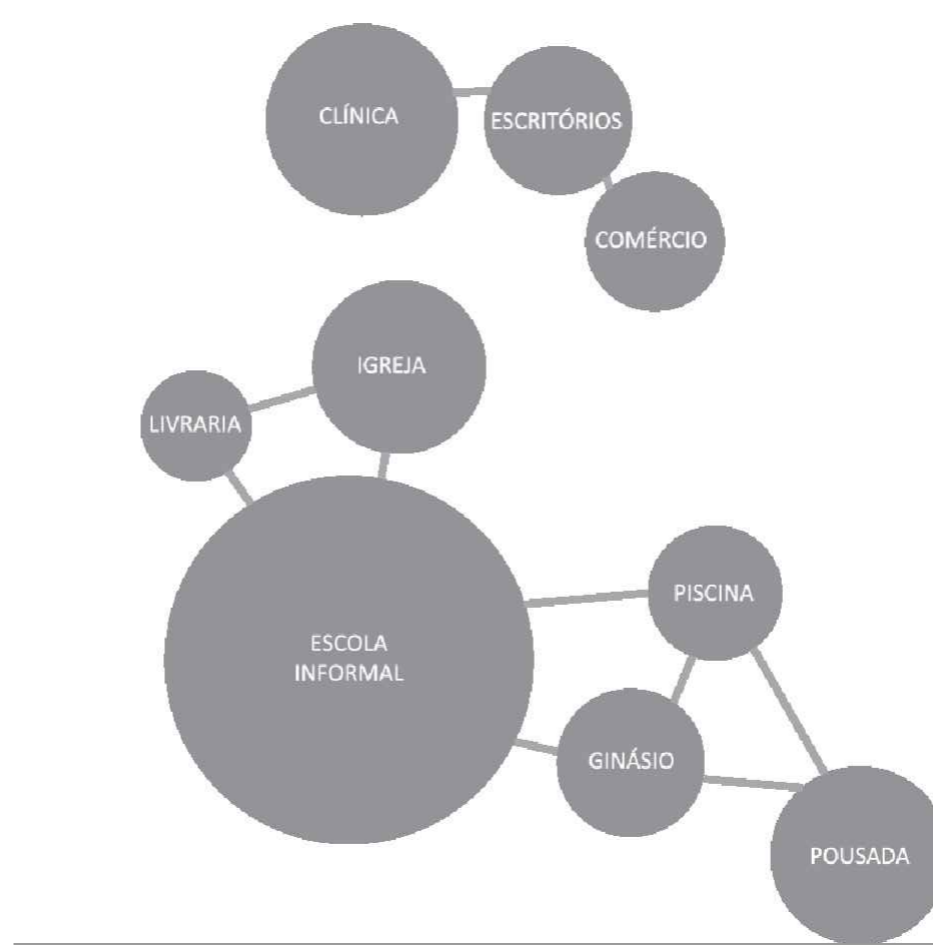 CLÍNICA
ESCRITÓRIOS
COMÉRCIO
IGREJA
LIVRARIA
PISCINA
ESCOLA
INFORMAL
GINÁSIO
POUSADA